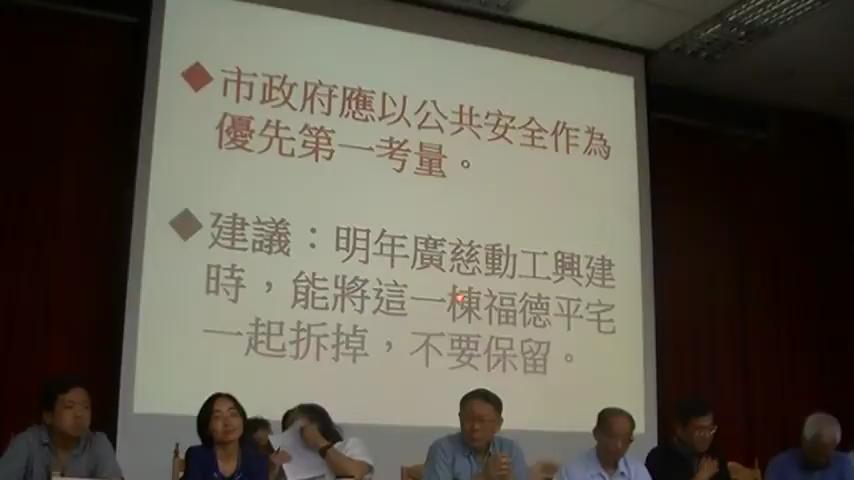 市政府應以公共安全作為
優先第一考量。
建議：明年廣慈動工興建
時，能將這一棟福德平宅
一起拆掉，不要保留。